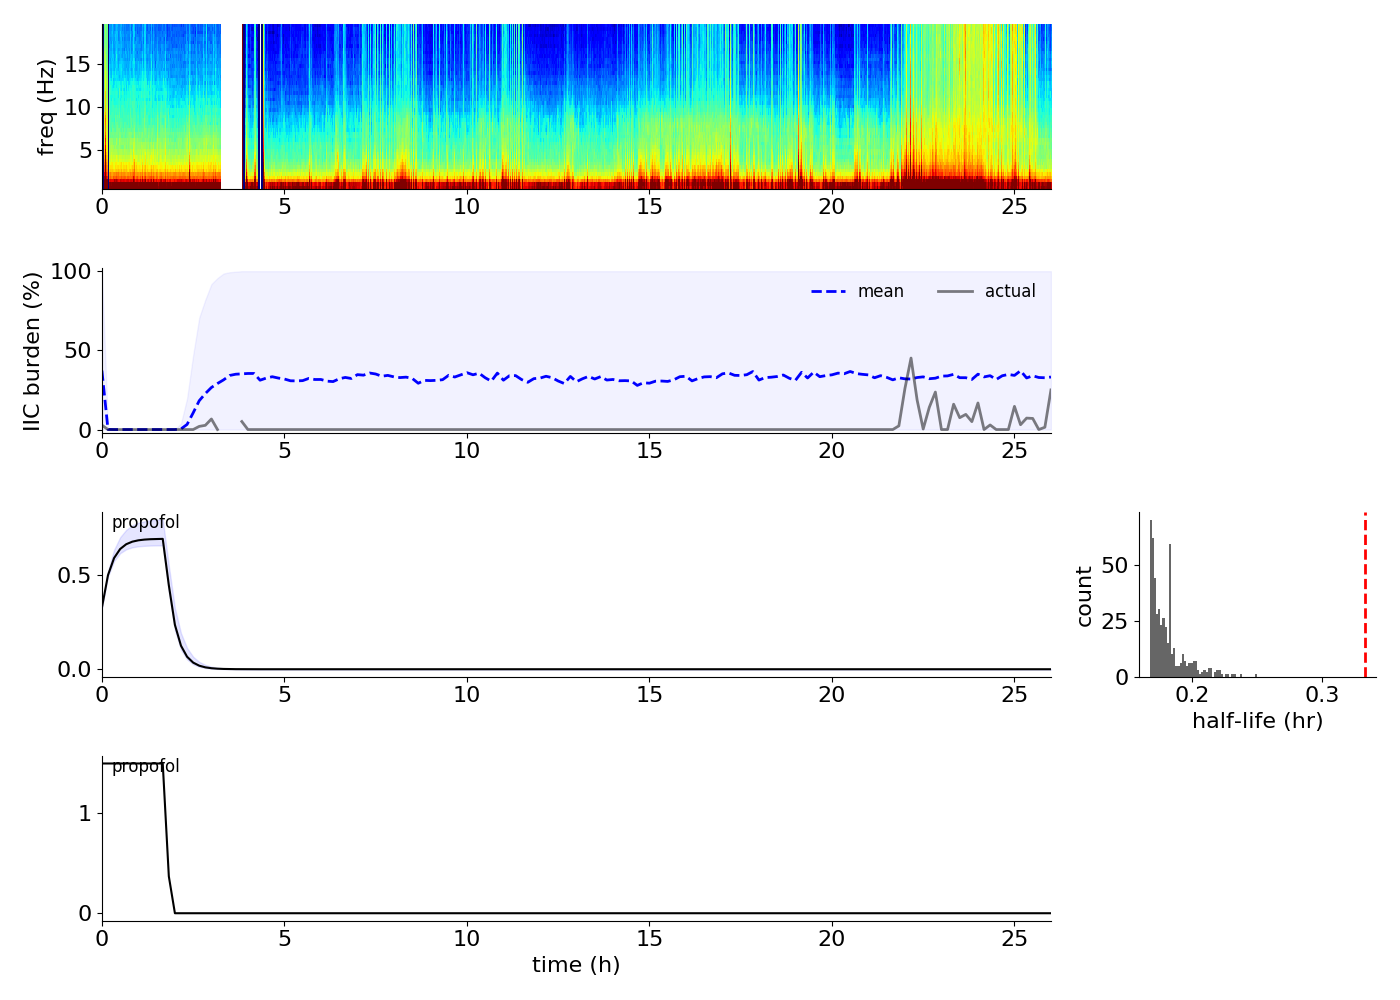 freq (Hz)
15
10
5
0 5 10 15 20 25
IIC burden (%)
100
50
0
mean actual
0 5 10 15 20 25
propofol
0.5
0.0
0 5 10 15 20 25
count
50
25
0
0.2 0.3
half-life (hr)
propofol
1
0
0 5 10 15 20 25
time (h)